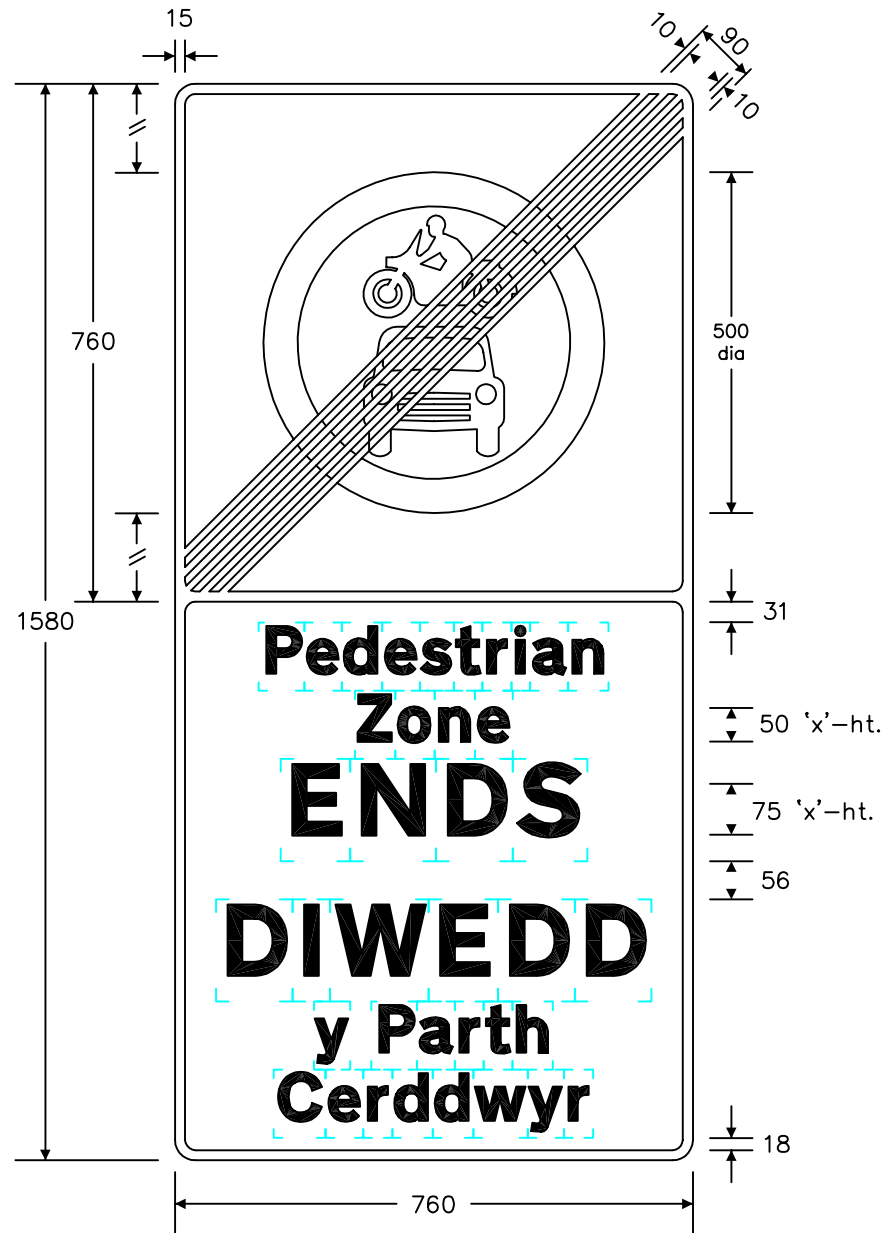 15
10
90
10
760
500
dia
1580
31
Pedestrian
Zone
50 'x'-ht.
ENDS
75 'x'-ht.
56
DIWEDD
y Parth
Cerddwyr
18
760